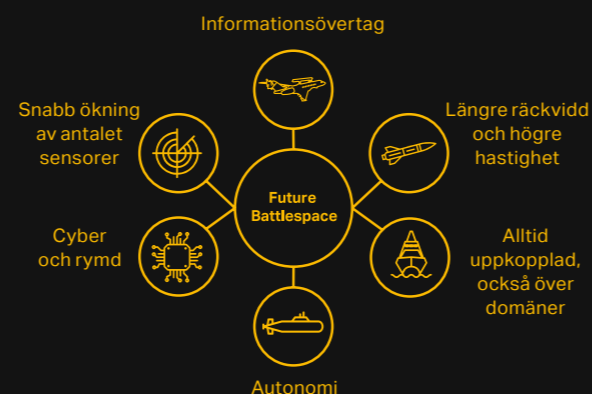 Informationsövertag
Snabb ökning
av antalet
sensorer
Längre räckvidd
och högre
hastighet
Future
Battlespace
Cyber
och rymd
Alltid
uppkopplad,
också över
domäner
Autonomi